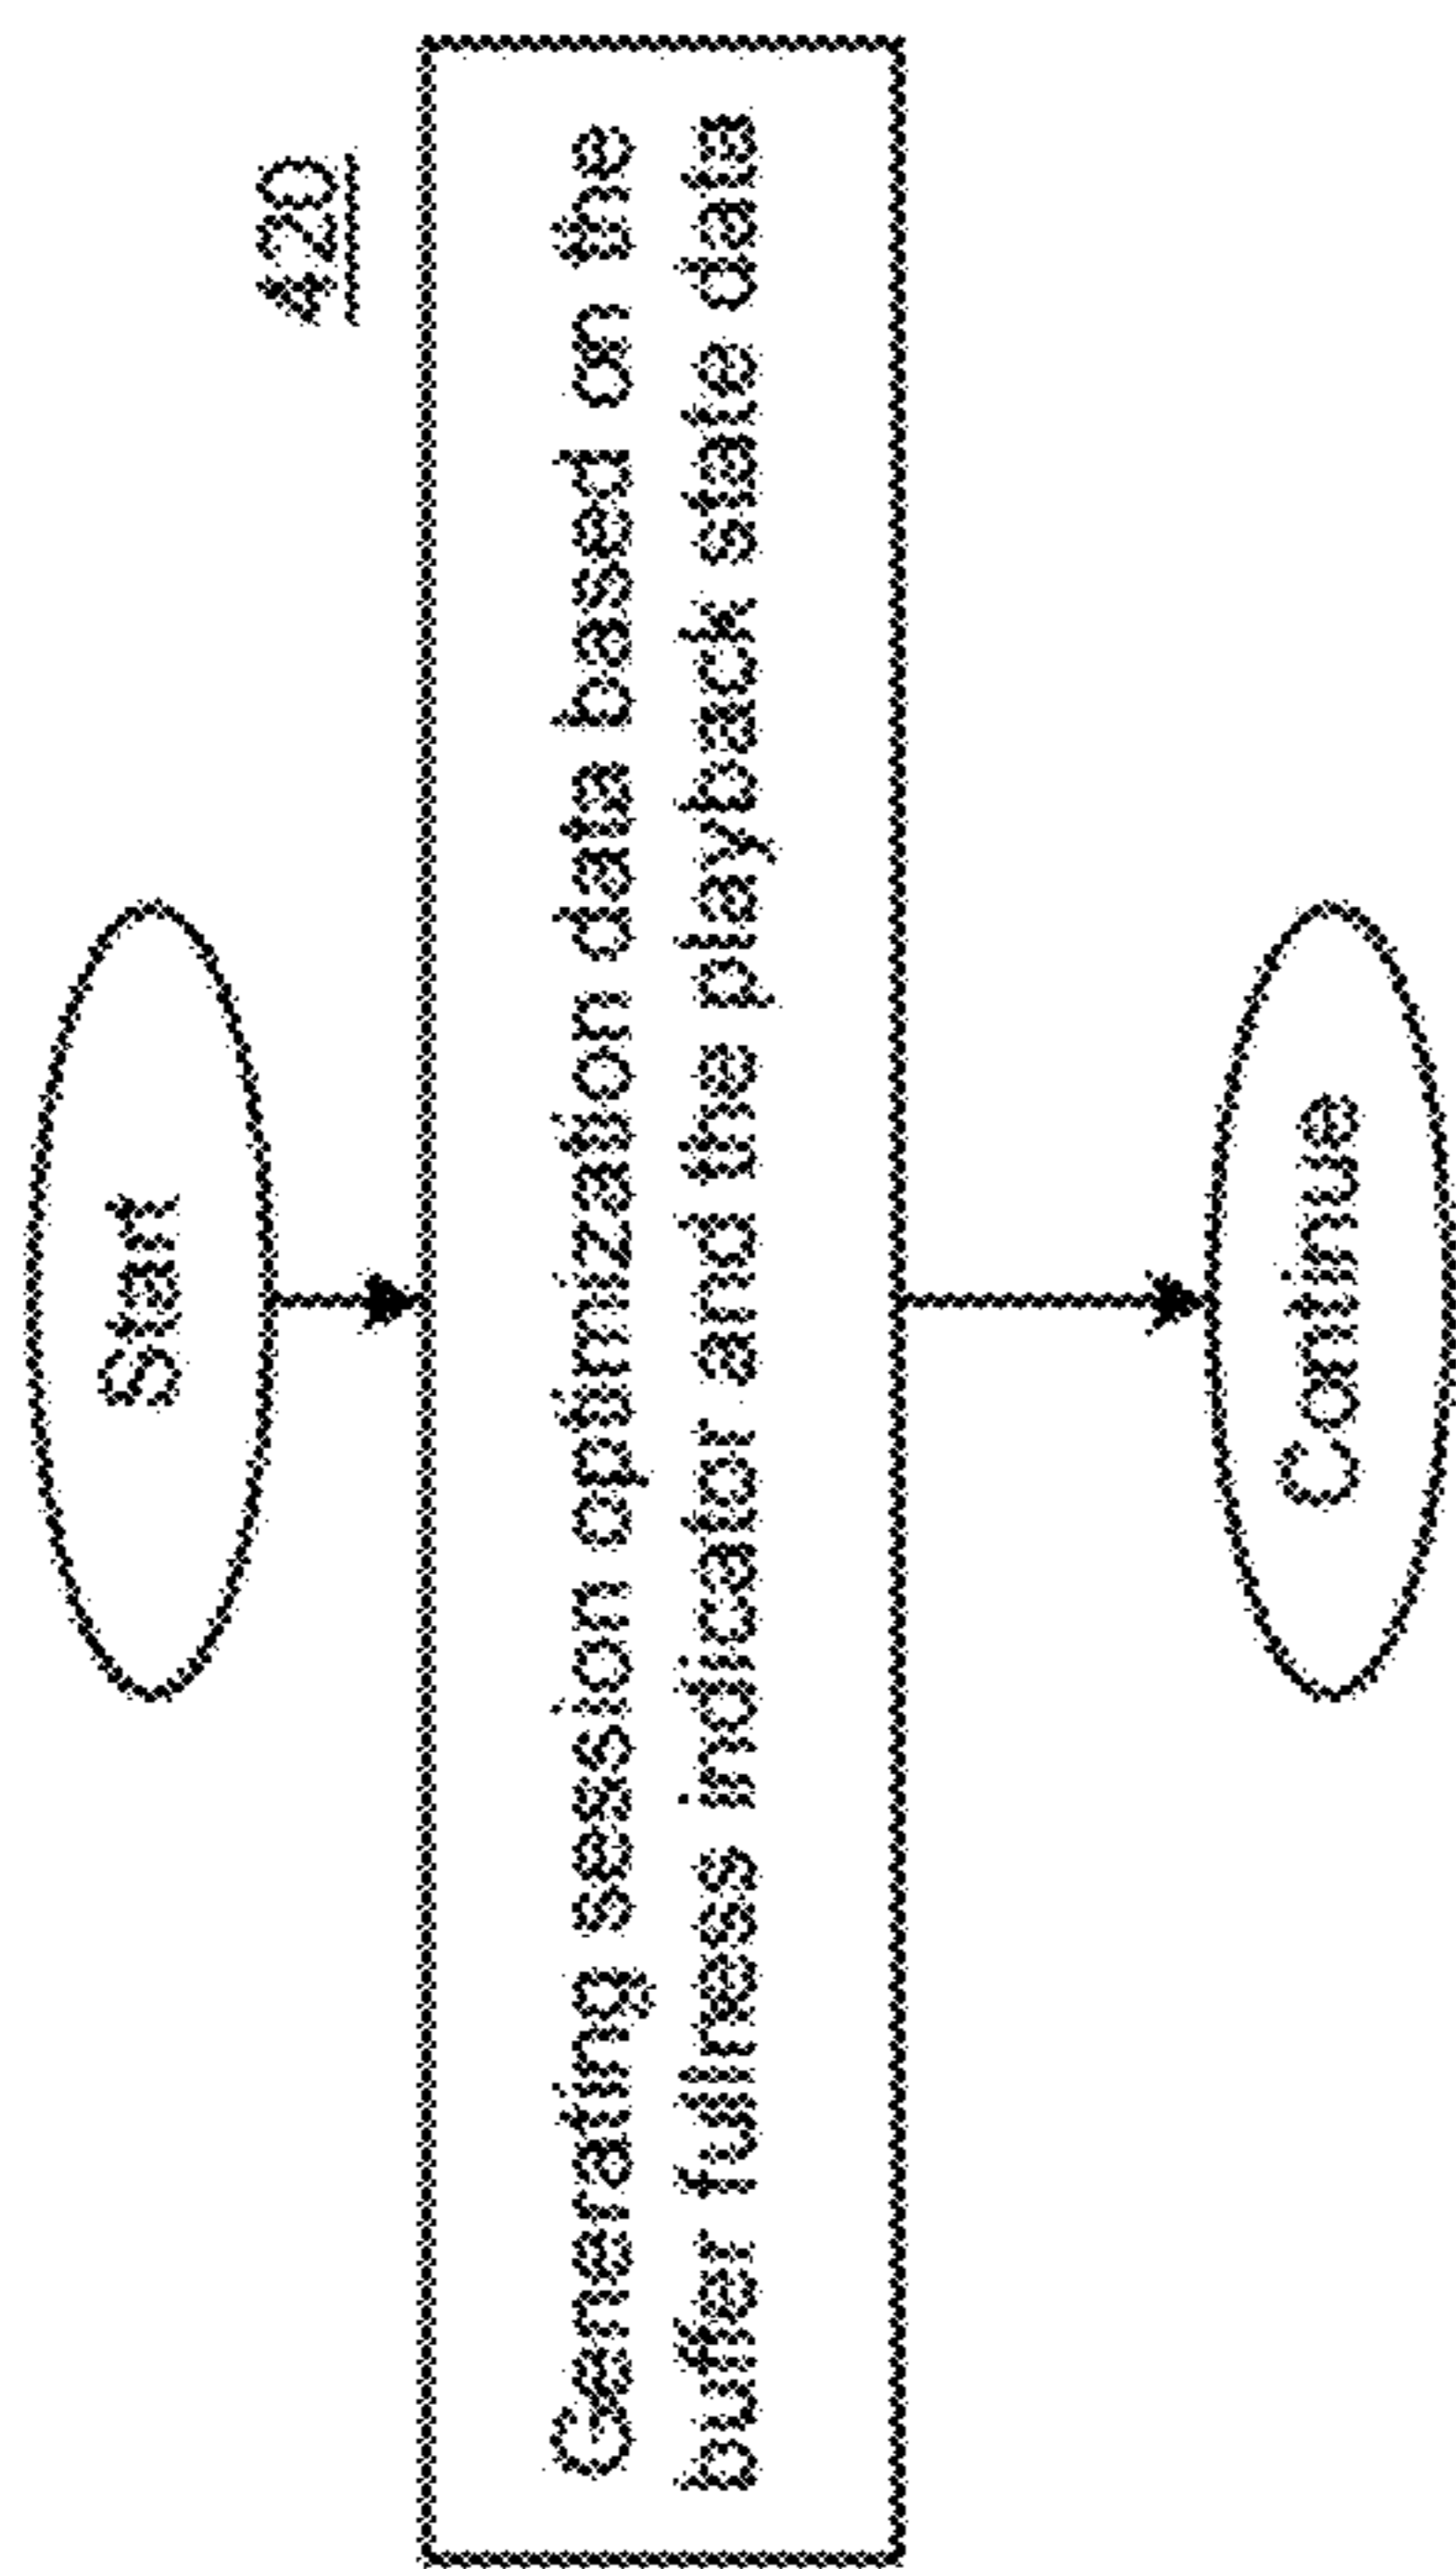 Start
420
Generating session optimization data based on the
buffer fullness indicator and the playback state data
Continue